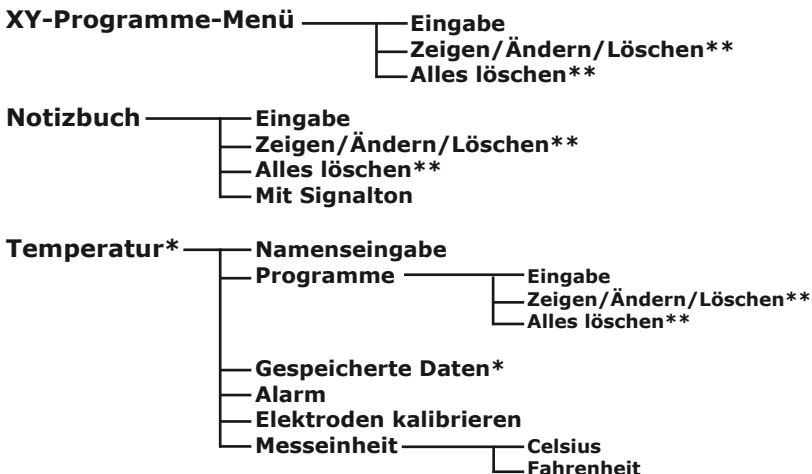 XY-Programme-Menü Eingabe
Zeigen/Ändern/Löschen**
Alles löschen**
Notizbuch Eingabe
Zeigen/Ändern/Löschen**
Alles löschen**
Mit Signalton
Temperatur* Namenseingabe
Programme Eingabe
Zeigen/Ändern/Löschen**
Alles löschen**
Gespeicherte Daten*
Alarm
Elektroden kalibrieren
Messeinheit Celsius
Fahrenheit